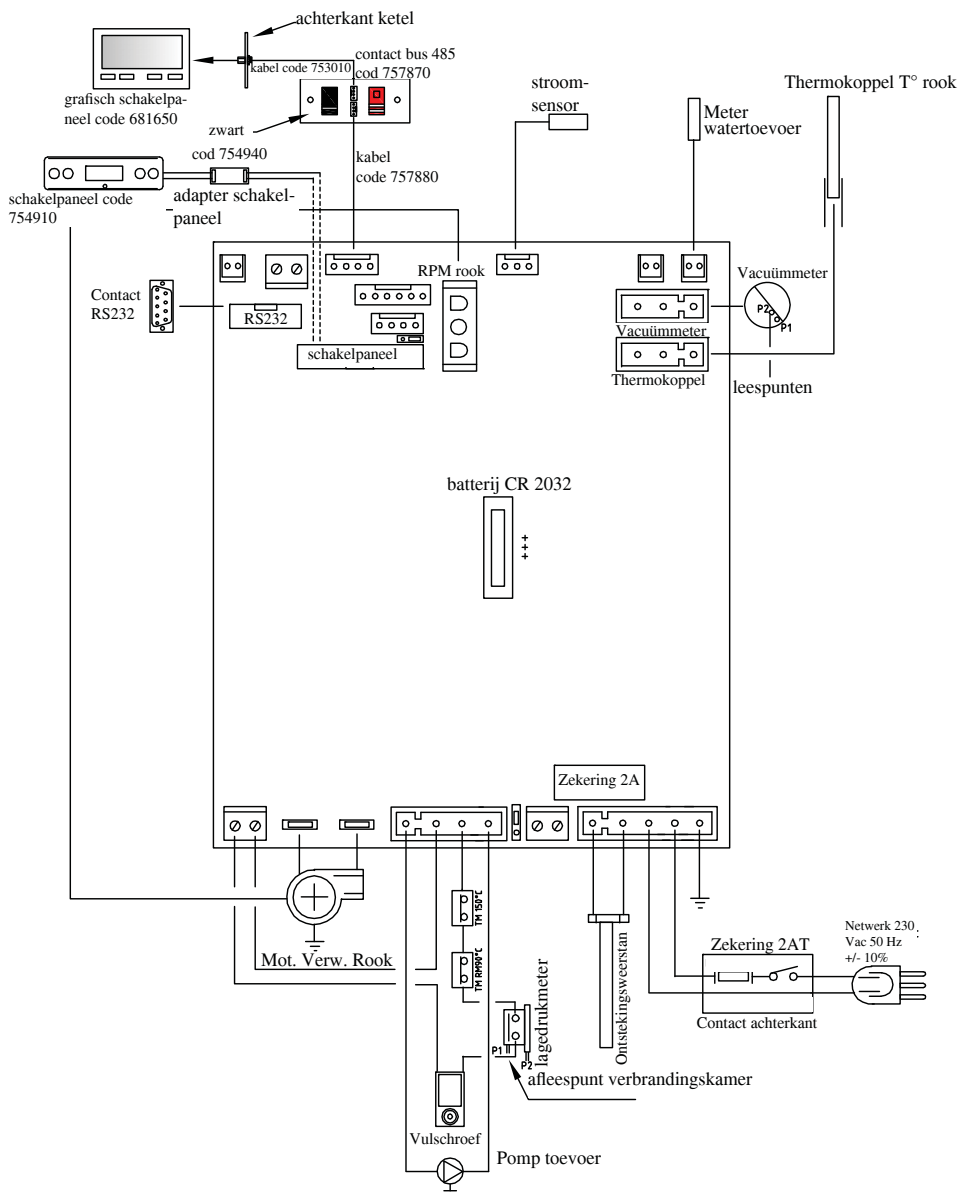 achterkant ketel
contact bus 485
cod 757870
kabel code 753010
grafisch schakelpa-
neel code 681650
zwart
stroom-
sensor
Meter
watertoevoer
Thermokoppel T° rook
cod 754940
kabel
code 757880
schakelpaneel code
754910
adapter schakel-
paneel
RPM rook
Contact
RS232
RS232
schakelpaneel
Vacuümmeter
P2
P1
Vacuümmeter
Thermokoppel
leespunten
batterij CR 2032
+++
Zekering 2A
TM 150°C
TM RM90°C
Mot. Verw. Rook
lagedrukmeter
P1
P2
afleespunt verbrandingskamer
Ontstekingsweerstan
Zekering 2AT
Contact achterkant
Netwerk 230
Vac 50 Hz
+/- 10%
Vulschroef
Pomp toevoer